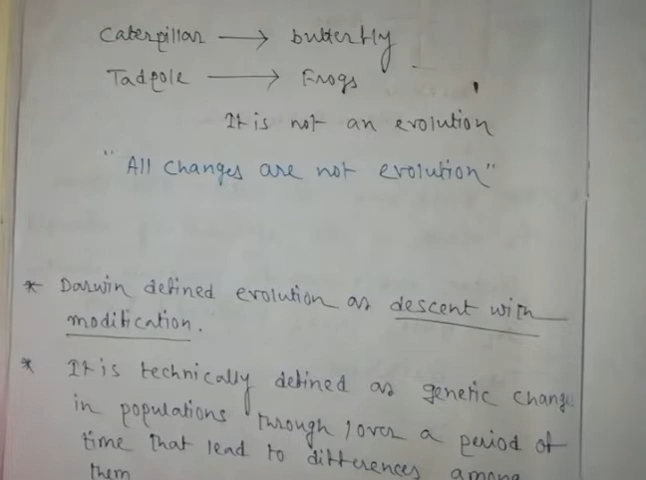 Caterpillar → butterfly
Tadpole → Frogs
It is not an evolution
"All changes are not evolution"
* Darwin defined evolution as descent with
modification.
* It is technically defined as genetic change
in populations through / over a period of
time that lead to differences among
them